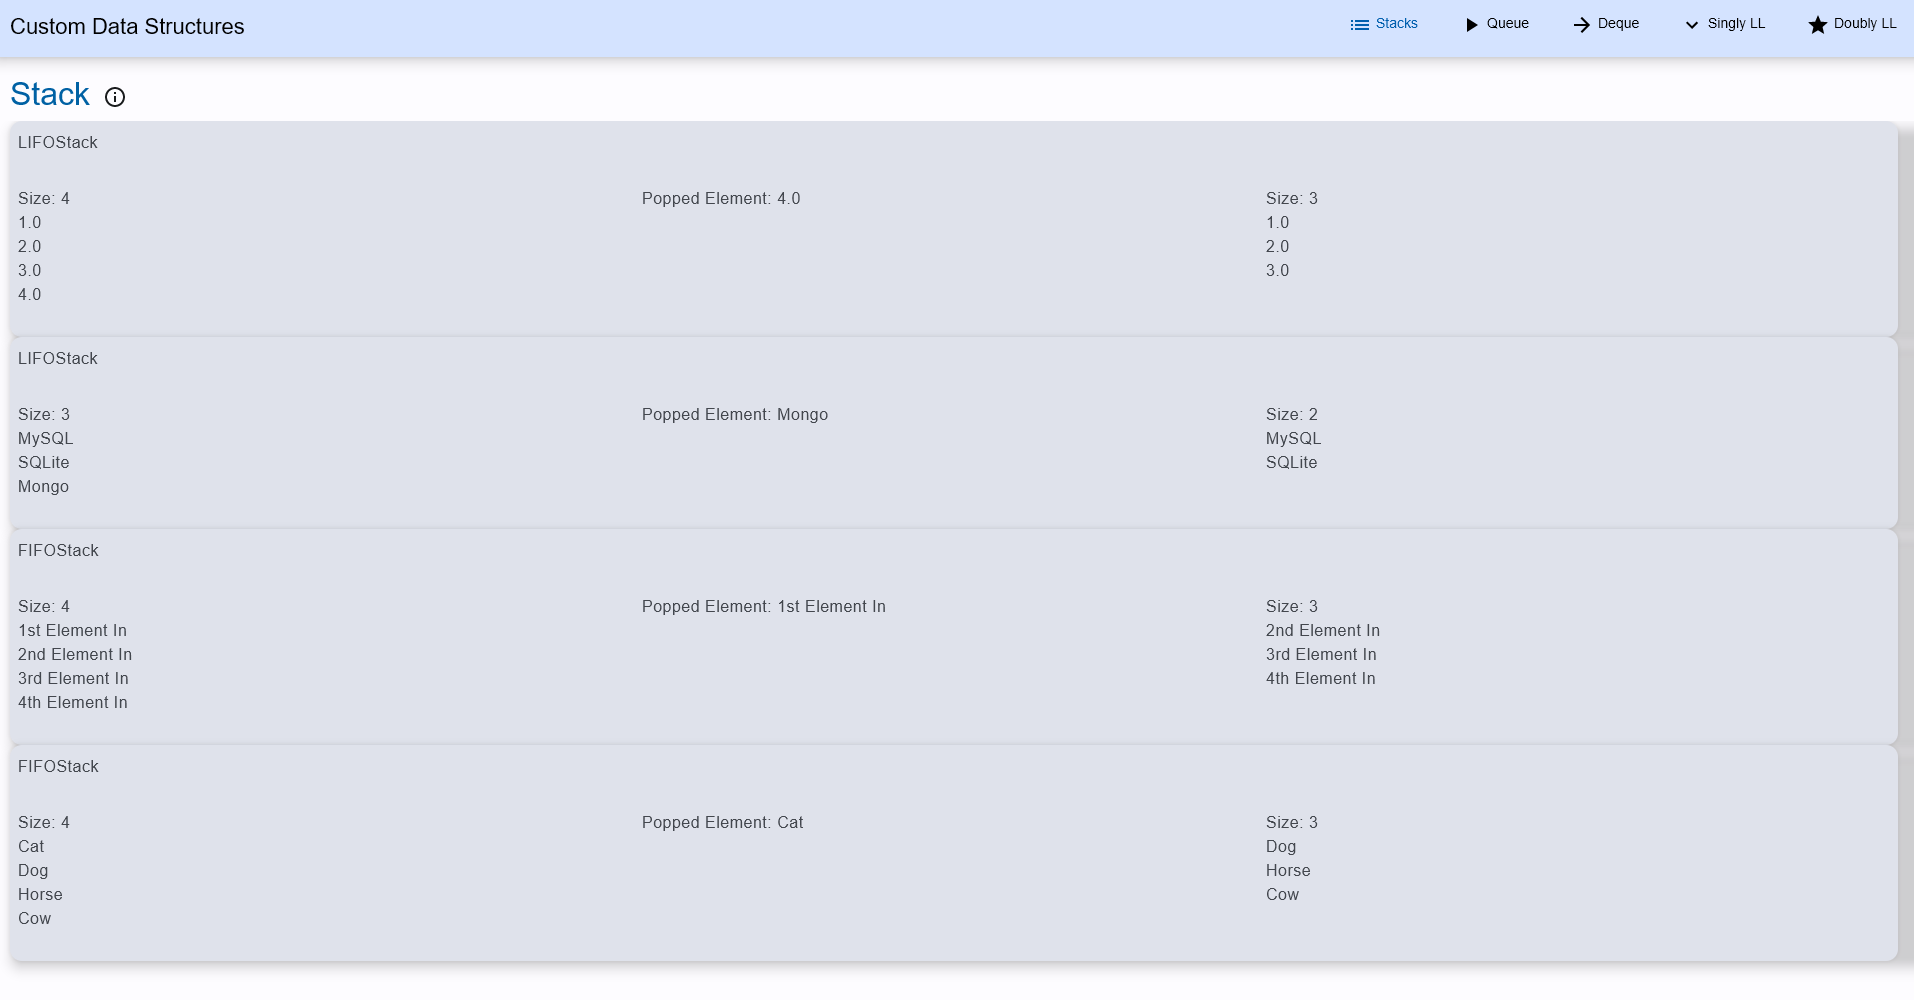 Custom Data Structures
Stacks
Queue
Deque
Singly LL
Doubly LL
Stack
LIFOStack
Size: 4
1.0
2.0
3.0
4.0
Popped Element: 4.0
Size: 3
1.0
2.0
3.0
LIFOStack
Size: 3
MySQL
SQLite
Mongo
Popped Element: Mongo
Size: 2
MySQL
SQLite
FIFOStack
Size: 4
1st Element In
2nd Element In
3rd Element In
4th Element In
Popped Element: 1st Element In
Size: 3
2nd Element In
3rd Element In
4th Element In
FIFOStack
Size: 4
Cat
Dog
Horse
Cow
Popped Element: Cat
Size: 3
Dog
Horse
Cow